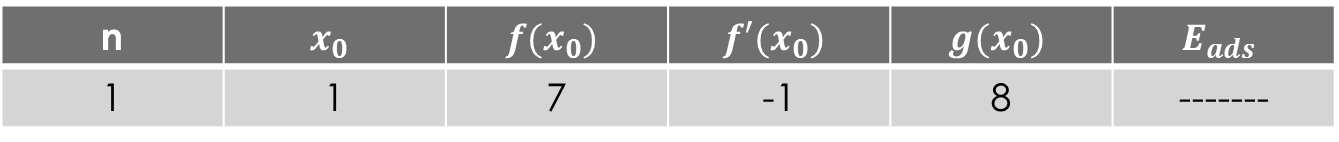 n x₀ f(x₀) f′(x₀) g(x₀) E_ads
1 1 7 -1 8 -------